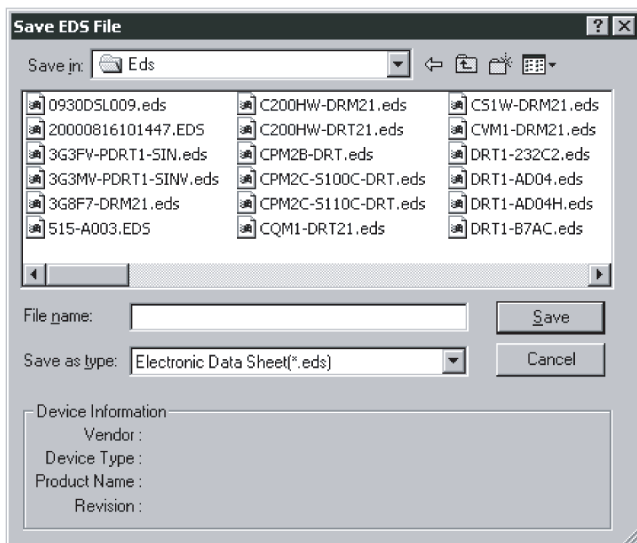 Save EDS File
Save in: Eds
0930DSL009.eds C200HW-DRM21.eds CS1W-DRM21.eds
20000816101447.EDS C200HW-DRT21.eds CVM1-DRM21.eds
3G3FV-PDRT1-SIN.eds CPM2B-DRT.eds DRT1-232C2.eds
3G3MV-PDRT1-SINV.eds CPM2C-S100C-DRT.eds DRT1-AD04.eds
3G8F7-DRM21.eds CPM2C-S110C-DRT.eds DRT1-AD04H.eds
515-A003.EDS CQM1-DRT21.eds DRT1-B7AC.eds
File name: Save
Save as type: Electronic Data Sheet(*.eds) Cancel
Device Information
Vendor :
Device Type :
Product Name :
Revision :